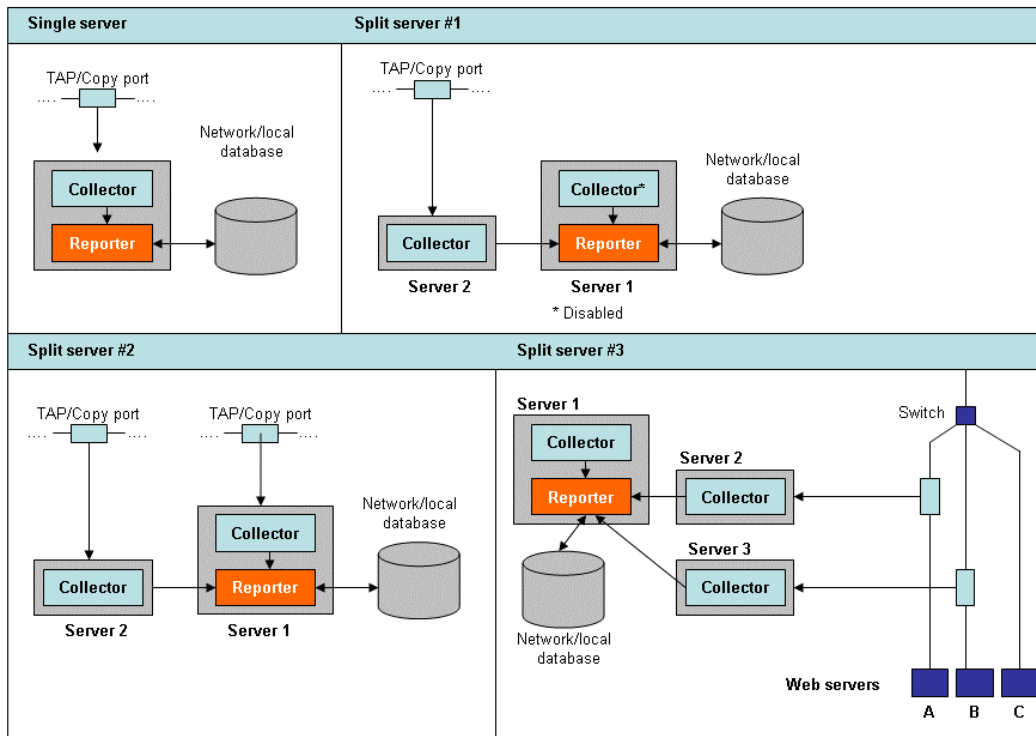 Single server
TAP/Copy port
.... ....
Network/local
database
Collector
Reporter
Split server #1
TAP/Copy port
.... ....
Network/local
database
Collector*
Collector
Reporter
Server 2
Server 1
* Disabled
Split server #2
TAP/Copy port
.... ....
TAP/Copy port
.... ....
Network/local
database
Collector
Collector
Reporter
Server 2
Server 1
Split server #3
Server 1
Switch
Collector
Server 2
Reporter
Collector
Server 3
Collector
Network/local
database
Web servers
A B C